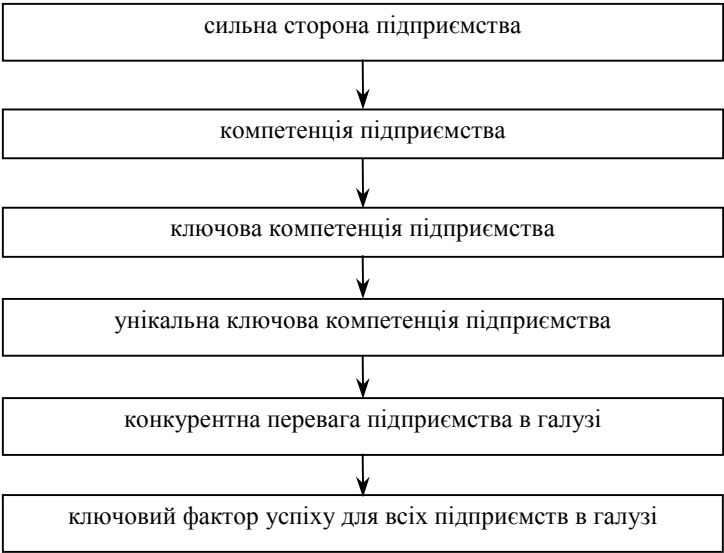 сильна сторона підприємства
компетенція підприємства
ключова компетенція підприємства
унікальна ключова компетенція підприємства
конкурентна перевага підприємства в галузі
ключовий фактор успіху для всіх підприємств в галузі